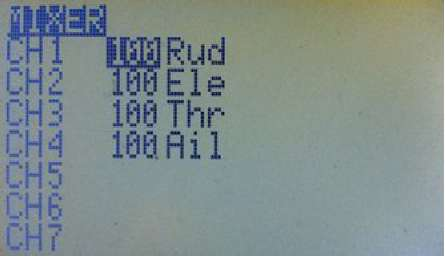 MIXER
CH1 100 Rud
CH2 100 Ele
CH3 100 Thr
CH4 100 Ail
CH5
CH6
CH7